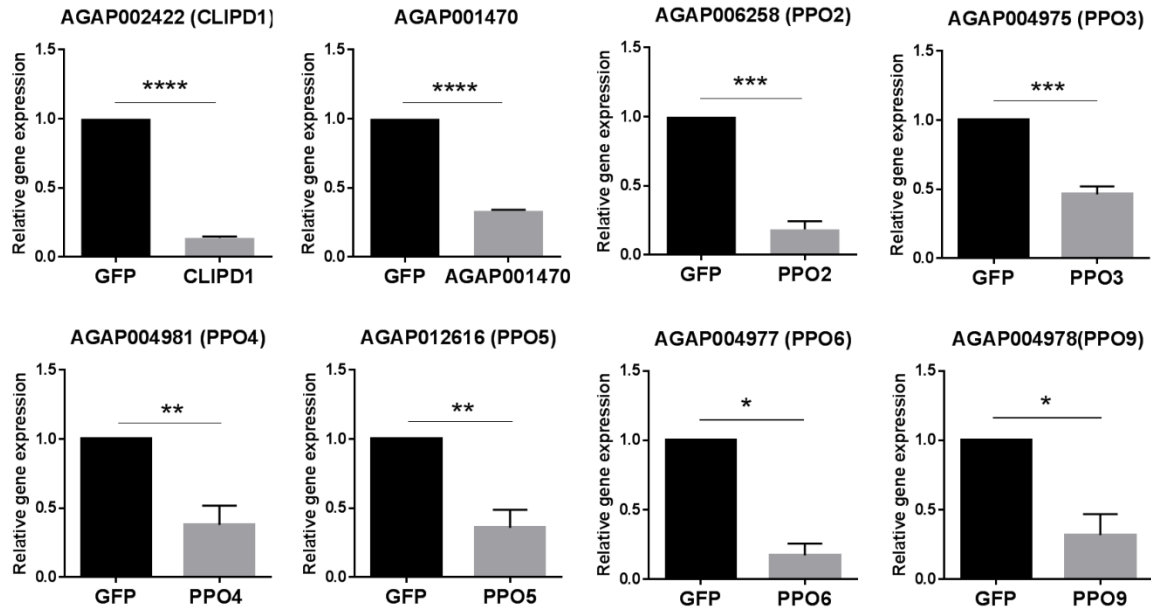 AGAP002422 (CLIPD1)
Relative gene expression
1.5
1.0
0.5
0.0
****
GFP CLIPD1
AGAP001470
Relative gene expression
1.5
1.0
0.5
0.0
****
GFP AGAP001470
AGAP006258 (PPO2)
Relative gene expression
1.5
1.0
0.5
0.0
***
GFP PPO2
AGAP004975 (PPO3)
Relative gene expression
1.5
1.0
0.5
0.0
***
GFP PPO3
AGAP004981 (PPO4)
Relative gene expression
1.5
1.0
0.5
0.0
**
GFP PPO4
AGAP012616 (PPO5)
Relative gene expression
1.5
1.0
0.5
0.0
**
GFP PPO5
AGAP004977 (PPO6)
Relative gene expression
1.5
1.0
0.5
0.0
*
GFP PPO6
AGAP004978(PPO9)
Relative gene expression
1.5
1.0
0.5
0.0
*
GFP PPO9